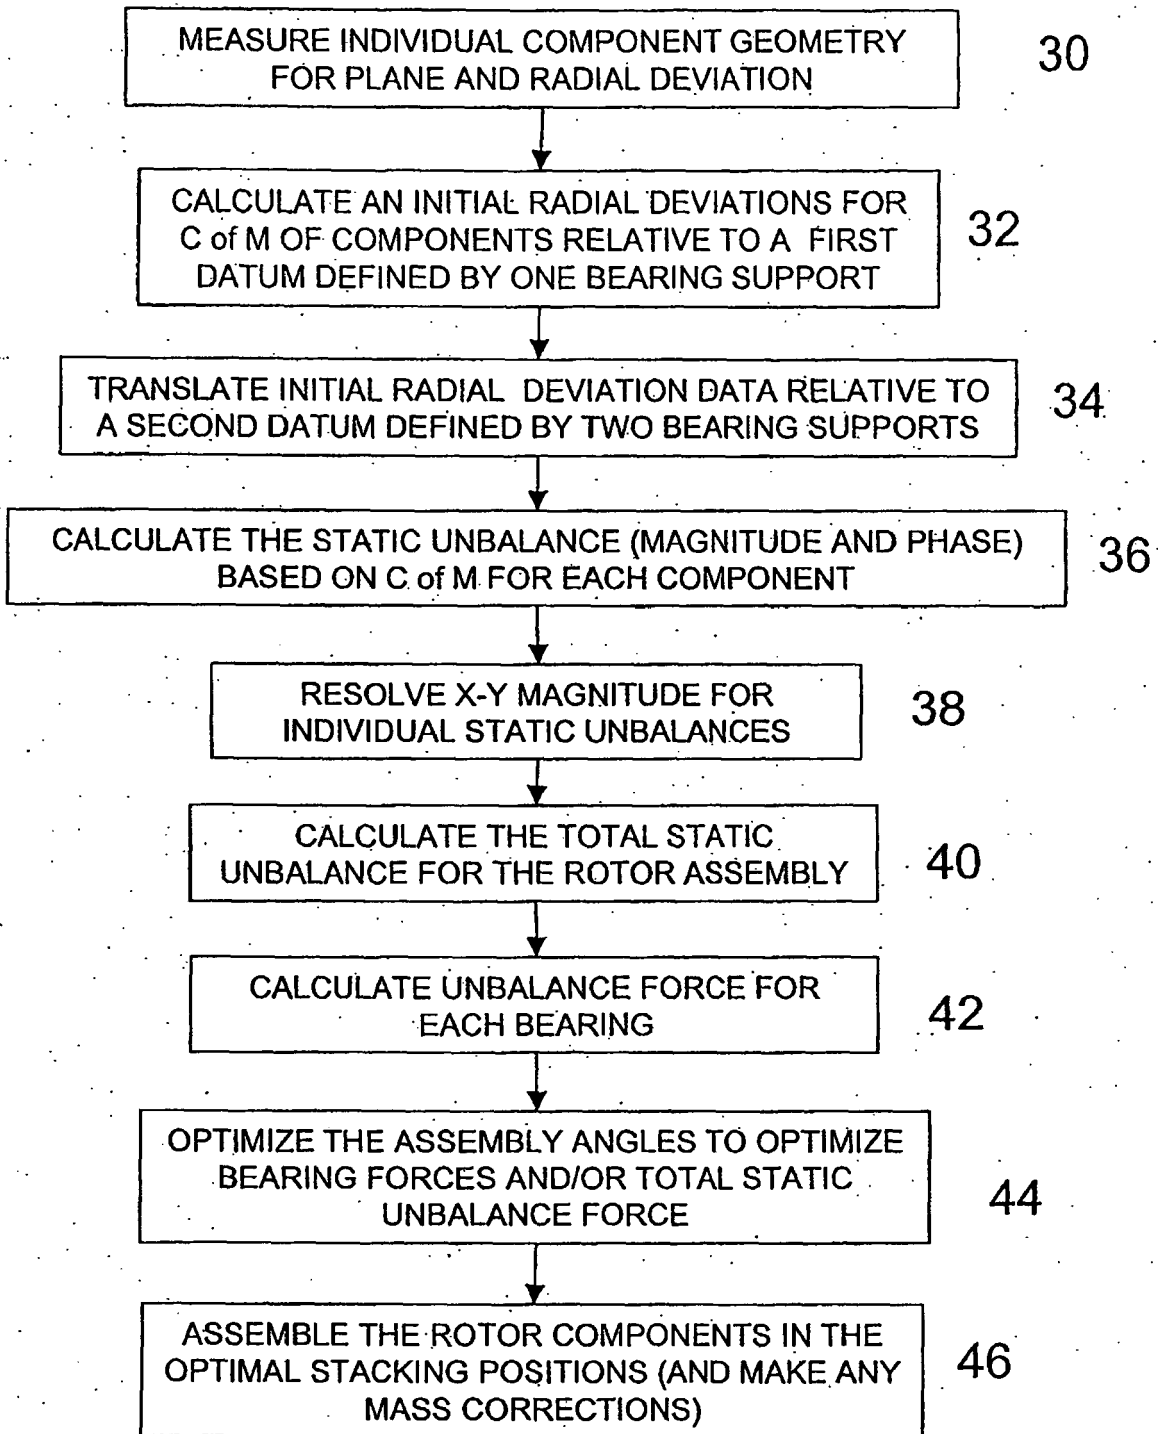 MEASURE INDIVIDUAL COMPONENT GEOMETRY
FOR PLANE AND RADIAL DEVIATION
30
CALCULATE AN INITIAL RADIAL DEVIATIONS FOR
C of M OF COMPONENTS RELATIVE TO A FIRST
DATUM DEFINED BY ONE BEARING SUPPORT
32
TRANSLATE INITIAL RADIAL DEVIATION DATA RELATIVE TO
A SECOND DATUM DEFINED BY TWO BEARING SUPPORTS
34
CALCULATE THE STATIC UNBALANCE (MAGNITUDE AND PHASE)
BASED ON C of M FOR EACH COMPONENT
36
RESOLVE X-Y MAGNITUDE FOR
INDIVIDUAL STATIC UNBALANCES
38
CALCULATE THE TOTAL STATIC
UNBALANCE FOR THE ROTOR ASSEMBLY
40
CALCULATE UNBALANCE FORCE FOR
EACH BEARING
42
OPTIMIZE THE ASSEMBLY ANGLES TO OPTIMIZE
BEARING FORCES AND/OR TOTAL STATIC
UNBALANCE FORCE
44
ASSEMBLE THE ROTOR COMPONENTS IN THE
OPTIMAL STACKING POSITIONS (AND MAKE ANY
MASS CORRECTIONS)
46